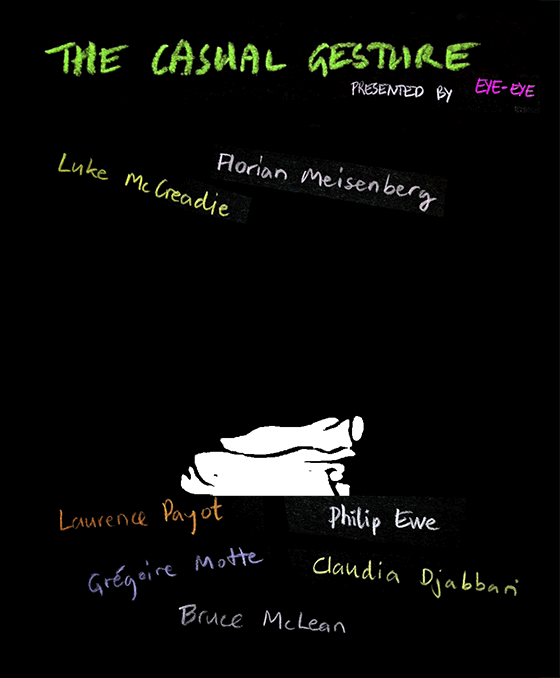 THE CASUAL GESTURE
PRESENTED BY EYE-EYE
Luke McCreadie
Florian Meisenberg
Laurence Payot
Philip Ewe
Grégoire Motte
Claudia Djabbari
Bruce McLean